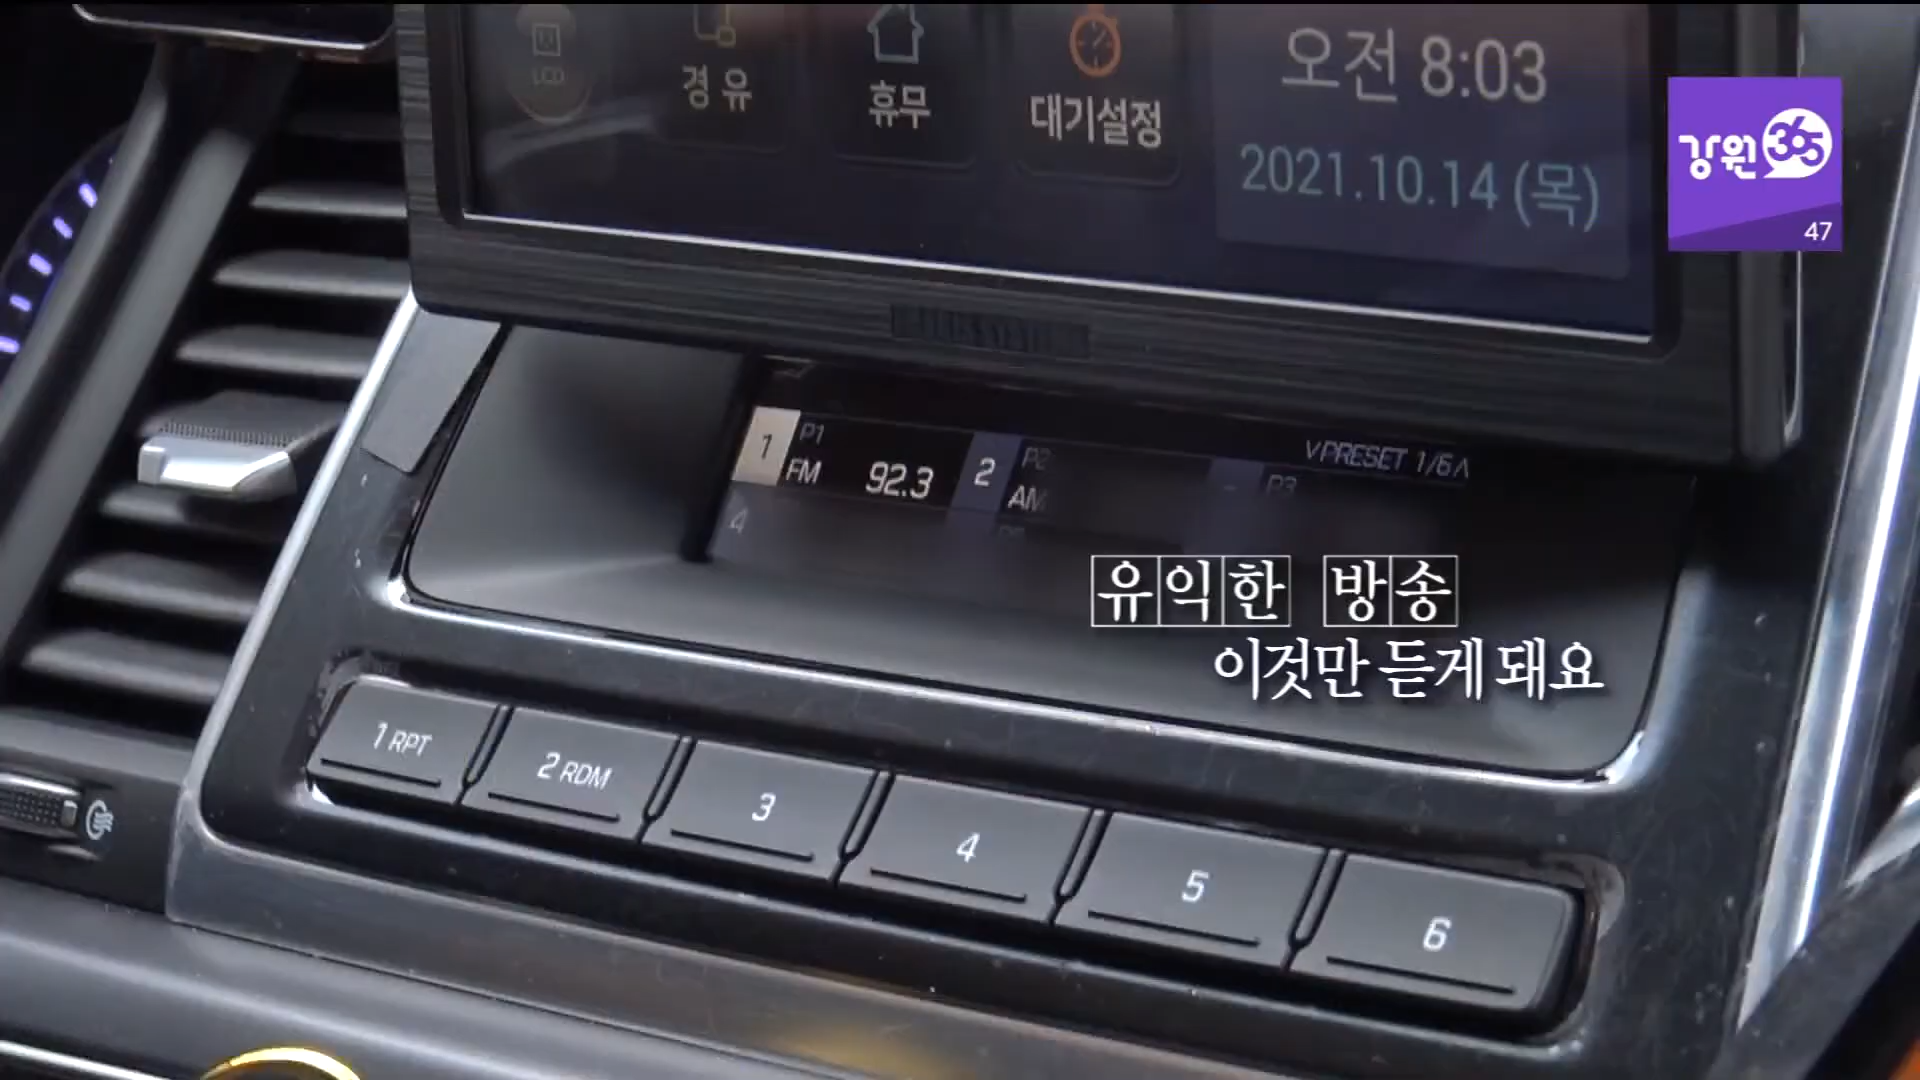 LCD
경유
휴무
대기설정
오전 8:03
2021.10.14 (목)
강원365
47
1 P1 FM 92.3
2 P2 AM
P3
∨PRESET 1/6∧
4
유익한 방송
이것만 듣게 돼요
1 RPT
2 RDM
3
4
5
6